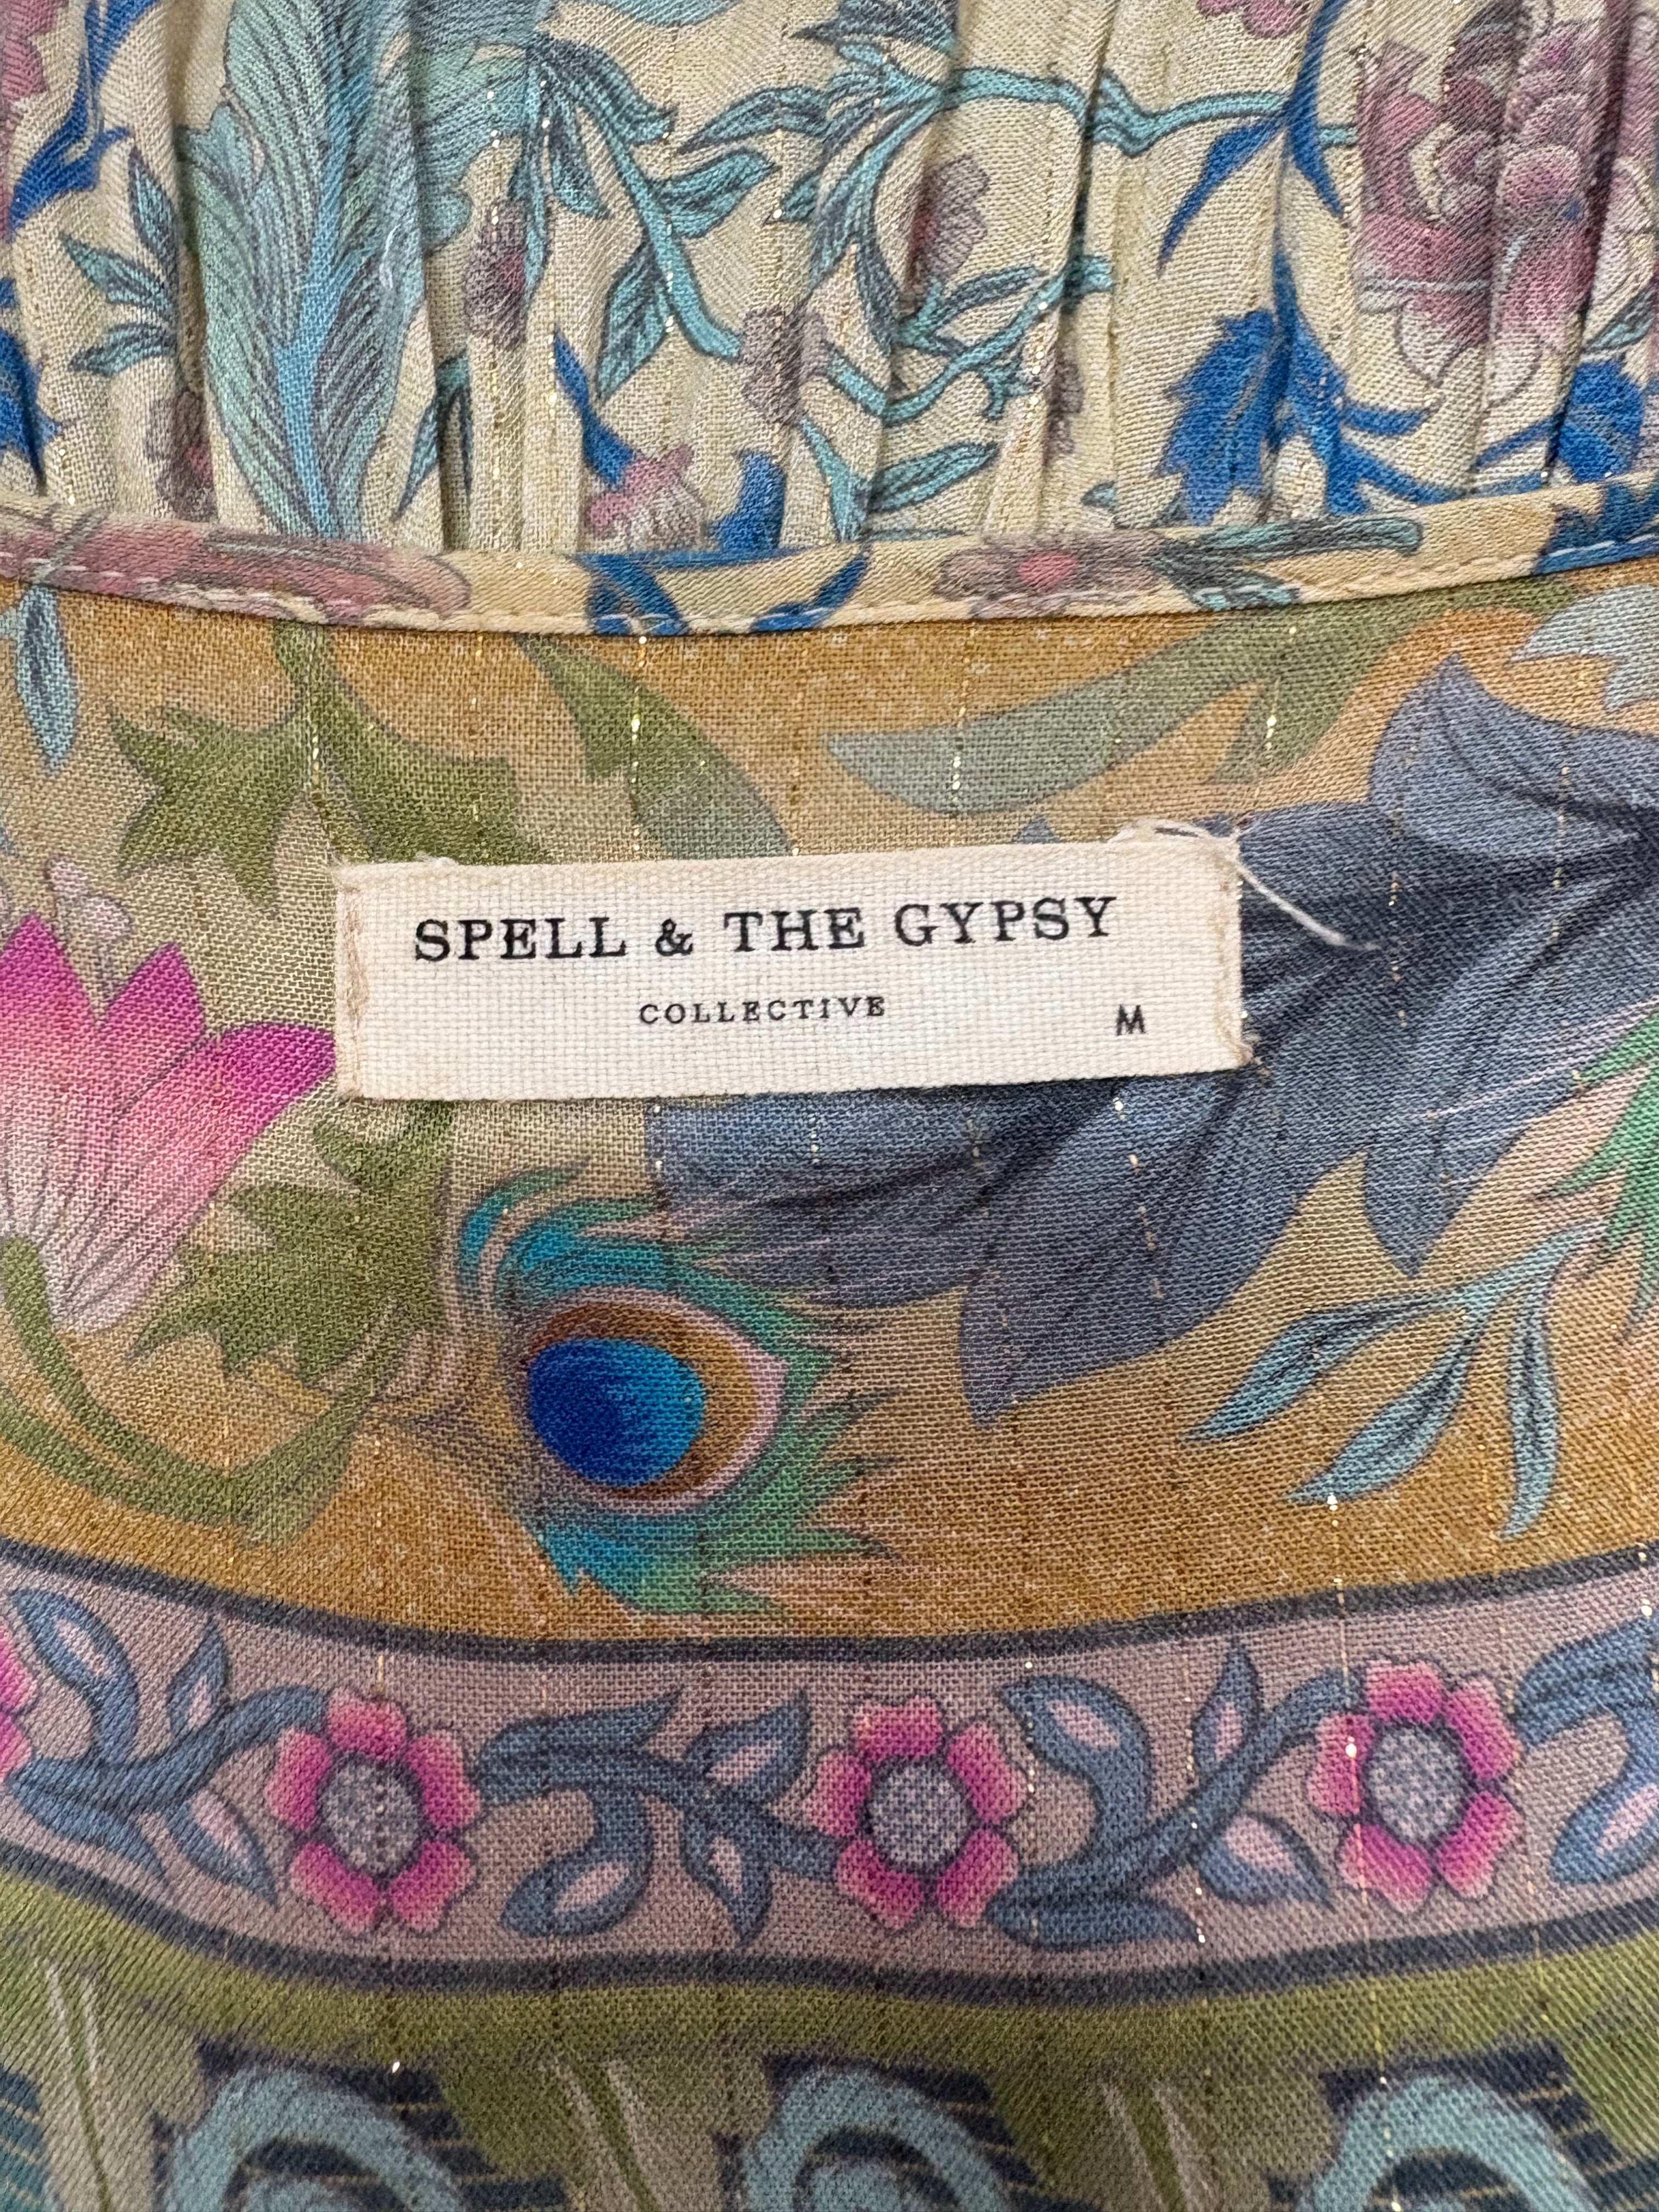 SPELL & THE GYPSY
COLLECTIVE
M